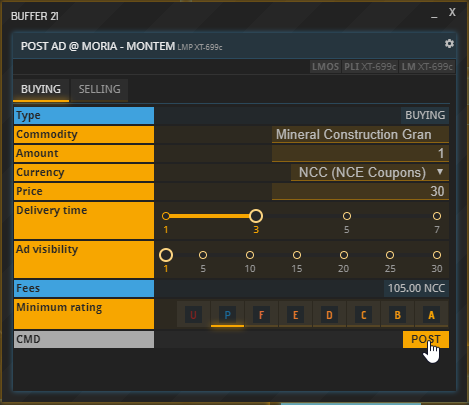 BUFFER 21
_ X
POST AD @ MORIA - MONTEM LMP XT-699c
LMOS PLI XT-699c LM XT-699c
BUYING SELLING
Type BUYING
Commodity Mineral Construction Gran
Amount 1
Currency NCC (NCE Coupons)
Price 30
Delivery time
1 3 5 7
Ad visibility
1 5 10 15 20 25 30
Fees 105.00 NCC
Minimum rating U P F E D C B A
CMD POST